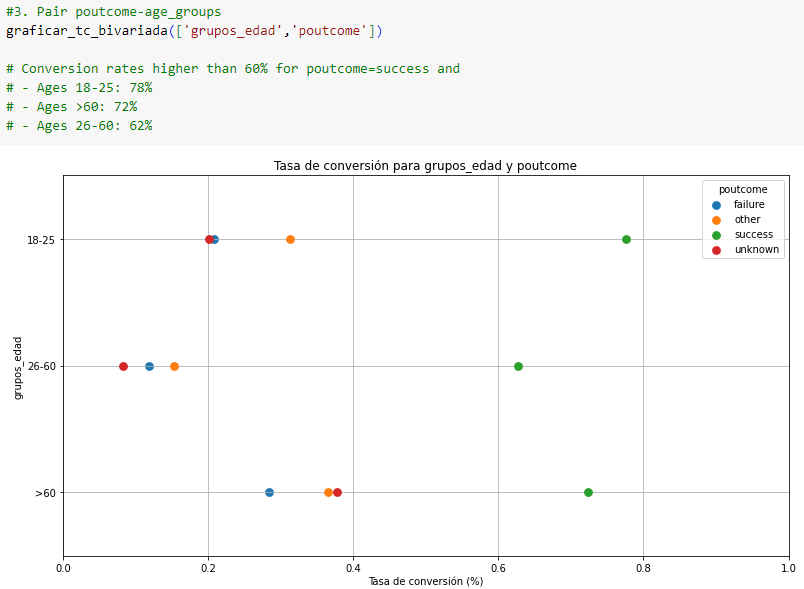 #3. Pair poutcome-age_groups
graficar_tc_bivariada(['grupos_edad','poutcome'])
# Conversion rates higher than 60% for poutcome=success and
# - Ages 18-25: 78%
# - Ages >60: 72%
# - Ages 26-60: 62%
Tasa de conversión para grupos_edad y poutcome
poutcome
failure
other
success
unknown
18-25
26-60
>60
grupos_edad
0.0
0.2
0.4
0.6
0.8
1.0
Tasa de conversión (%)